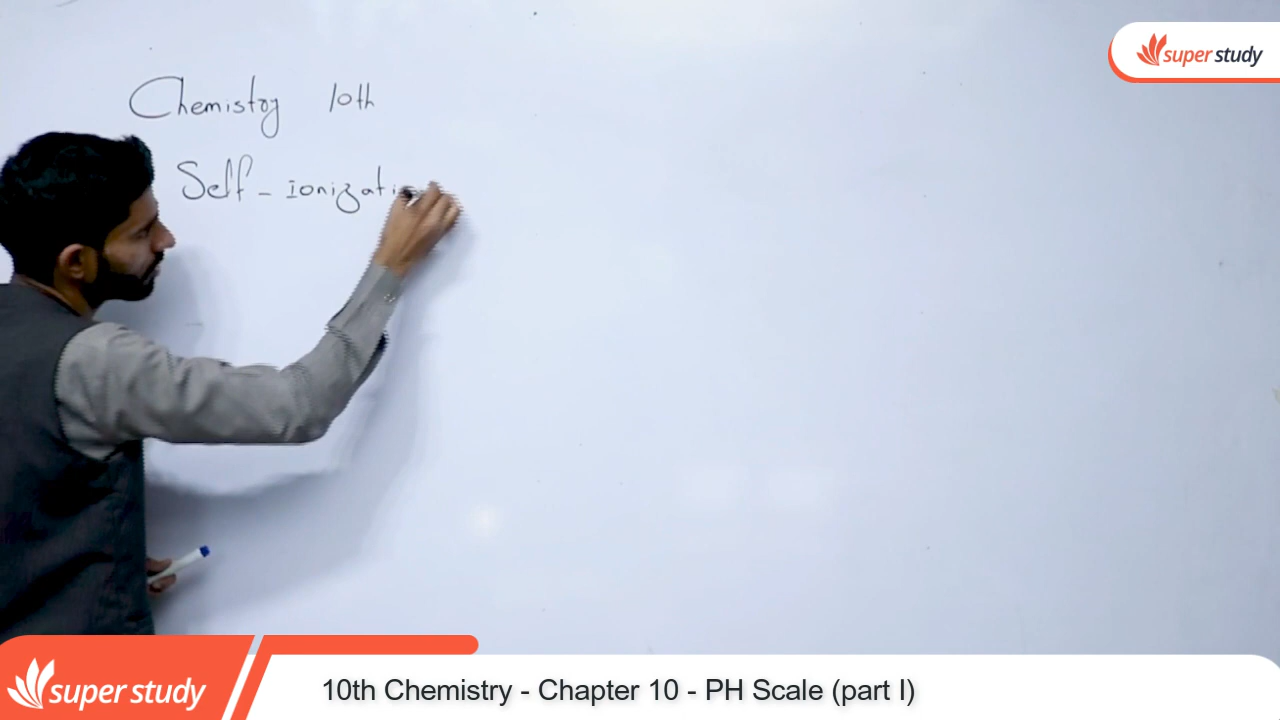 super study
Chemistry 10th
Self-ionizati
super study
10th Chemistry - Chapter 10 - PH Scale (part I)